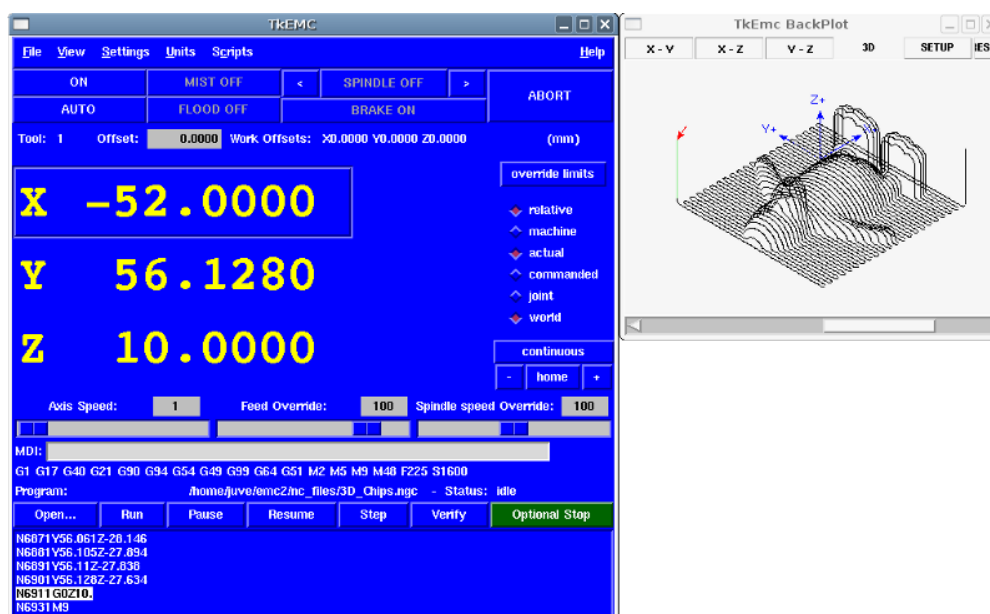 TkEMC
File View Settings Units Scripts Help
ON MIST OFF < SPINDLE OFF > ABORT
AUTO FLOOD OFF BRAKE ON
Tool: 1 Offset: 0.0000 Work Offsets: X0.0000 Y0.0000 Z0.0000 (mm)
override limits
X -52.0000
relative
machine
actual
Y 56.1280
commanded
joint
world
Z 10.0000
continuous
- home +
Axis Speed: 1 Feed Override: 100 Spindle speed Override: 100
MDI:
G1 G17 G40 G21 G90 G94 G54 G49 G99 G64 G51 M2 M5 M9 M48 F225 S1600
Program: /home/juve/emc2/nc_files/3D_Chips.ngc - Status: idle
Open... Run Pause Resume Step Verify Optional Stop
N6871Y56.061Z-28.146
N6881Y56.105Z-27.894
N6891Y56.11Z-27.838
N6901Y56.128Z-27.634
N6911G0Z10.
N6931M9
TkEmc BackPlot
X - Y X - Z Y - Z 3D SETUP
Z+
Y+